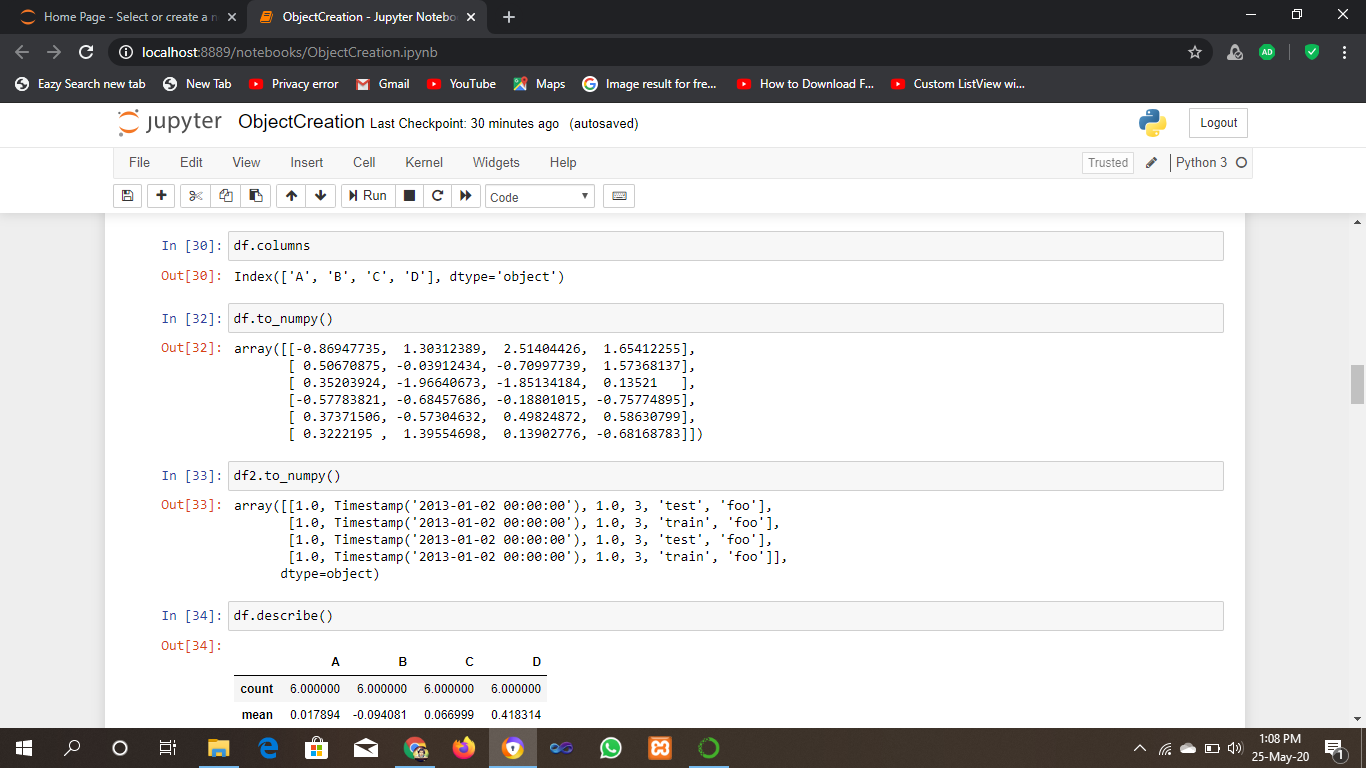 Home Page - Select or create a n
ObjectCreation - Jupyter Notebo
localhost:8889/notebooks/ObjectCreation.ipynb
AD
Eazy Search new tab
New Tab
Privacy error
Gmail
YouTube
Maps
Image result for fre...
How to Download F...
Custom ListView wi...
jupyter ObjectCreation Last Checkpoint: 30 minutes ago (autosaved)
Logout
File Edit View Insert Cell Kernel Widgets Help
Trusted
Python 3
Run
Code
In [30]: df.columns
Out[30]: Index(['A', 'B', 'C', 'D'], dtype='object')
In [32]: df.to_numpy()
Out[32]: array([[-0.86947735,  1.30312389,  2.51404426,  1.65412255],
[ 0.50670875, -0.03912434, -0.70997739,  1.57368137],
[ 0.35203924, -1.96640673, -1.85134184,  0.13521   ],
[-0.57783821, -0.68457686, -0.18801015, -0.75774895],
[ 0.37371506, -0.57304632,  0.49824872,  0.58630799],
[ 0.3222195 ,  1.39554698,  0.13902776, -0.68168783]])
In [33]: df2.to_numpy()
Out[33]: array([[1.0, Timestamp('2013-01-02 00:00:00'), 1.0, 3, 'test', 'foo'],
[1.0, Timestamp('2013-01-02 00:00:00'), 1.0, 3, 'train', 'foo'],
[1.0, Timestamp('2013-01-02 00:00:00'), 1.0, 3, 'test', 'foo'],
[1.0, Timestamp('2013-01-02 00:00:00'), 1.0, 3, 'train', 'foo']],
dtype=object)
In [34]: df.describe()
Out[34]:
A B C D
count 6.000000 6.000000 6.000000 6.000000
mean 0.017894 -0.094081 0.066999 0.418314
1:08 PM
25-May-20
1